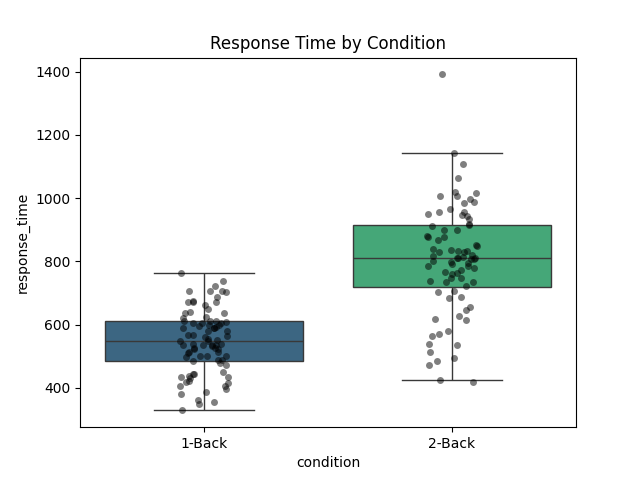 Response Time by Condition
1400
1200
1000
800
600
400
response_time
1-Back
2-Back
condition